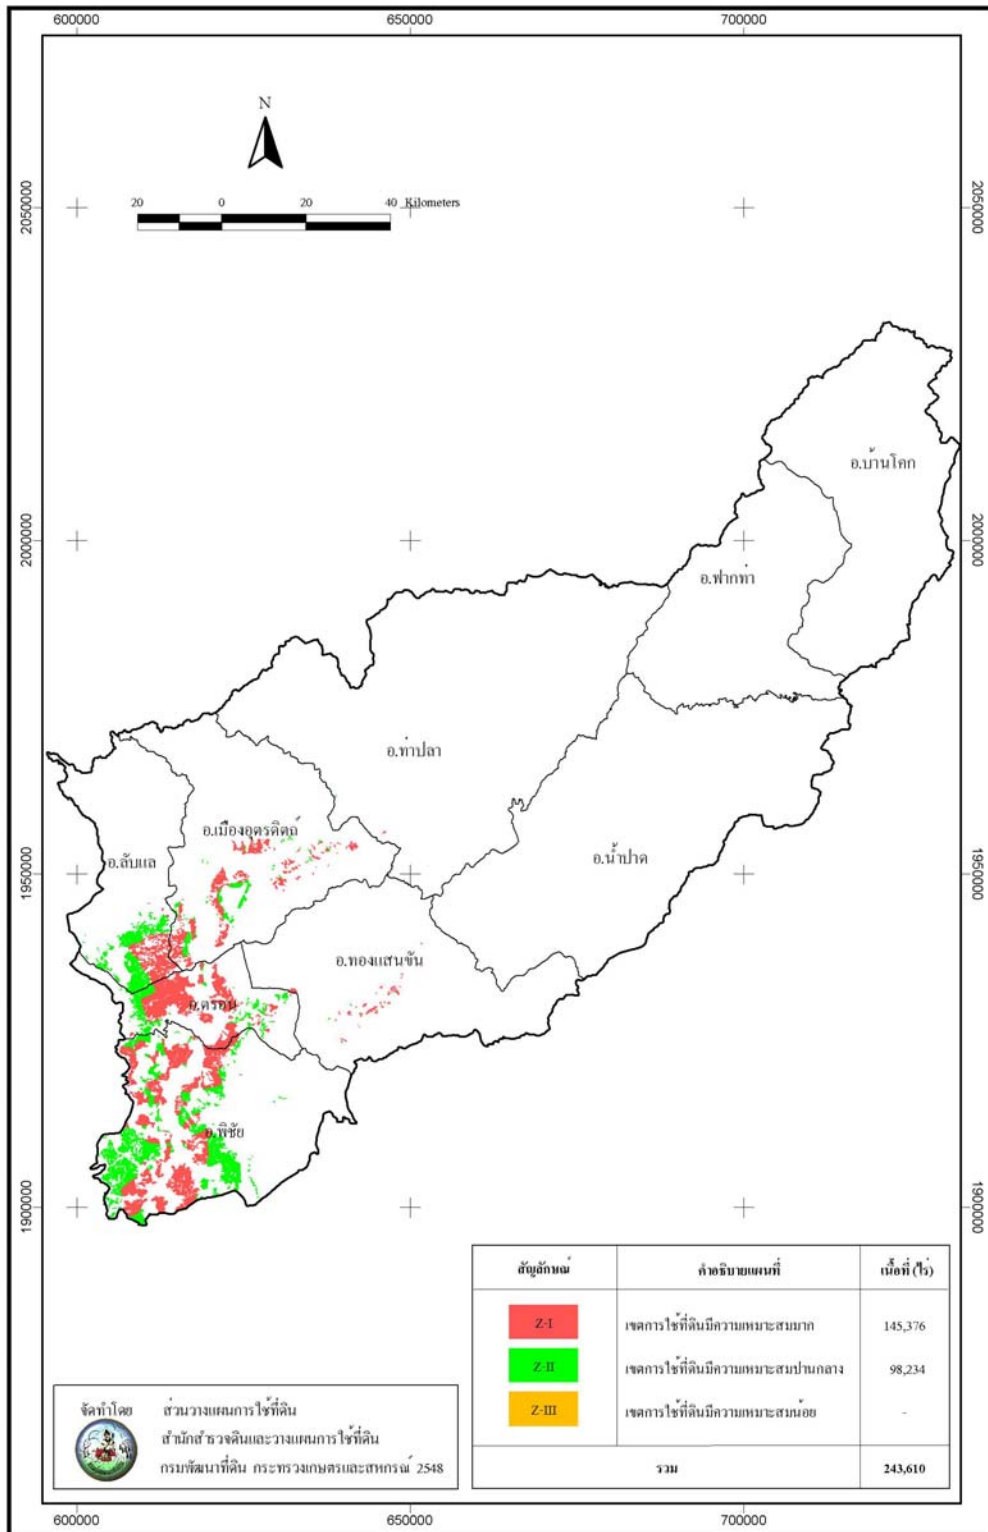 600000 650000 700000
N
20 0 20 40 Kilometers
2050000 2050000
อ.บ้านโคก
2000000 2000000
อ.ฟากท่า
อ.ท่าปลา
อ.เมืองอุตรดิตถ์
อ.ลับแล อ.น้ำปาด
1950000 1950000
อ.ทองแสนขัน
อ.ตรอน
อ.พิชัย
1900000 1900000
สัญลักษณ์ คำอธิบายแผนที่ เนื้อที่ (ไร่)
Z-I เขตการใช้ที่ดินมีความเหมาะสมมาก 145,376
Z-II เขตการใช้ที่ดินมีความเหมาะสมปานกลาง 98,234
Z-III เขตการใช้ที่ดินมีความเหมาะสมน้อย -
รวม 243,610
จัดทำโดย ส่วนวางแผนการใช้ที่ดิน
สำนักสำรวจดินและวางแผนการใช้ที่ดิน
กรมพัฒนาที่ดิน กระทรวงเกษตรและสหกรณ์ 2548
600000 650000 700000